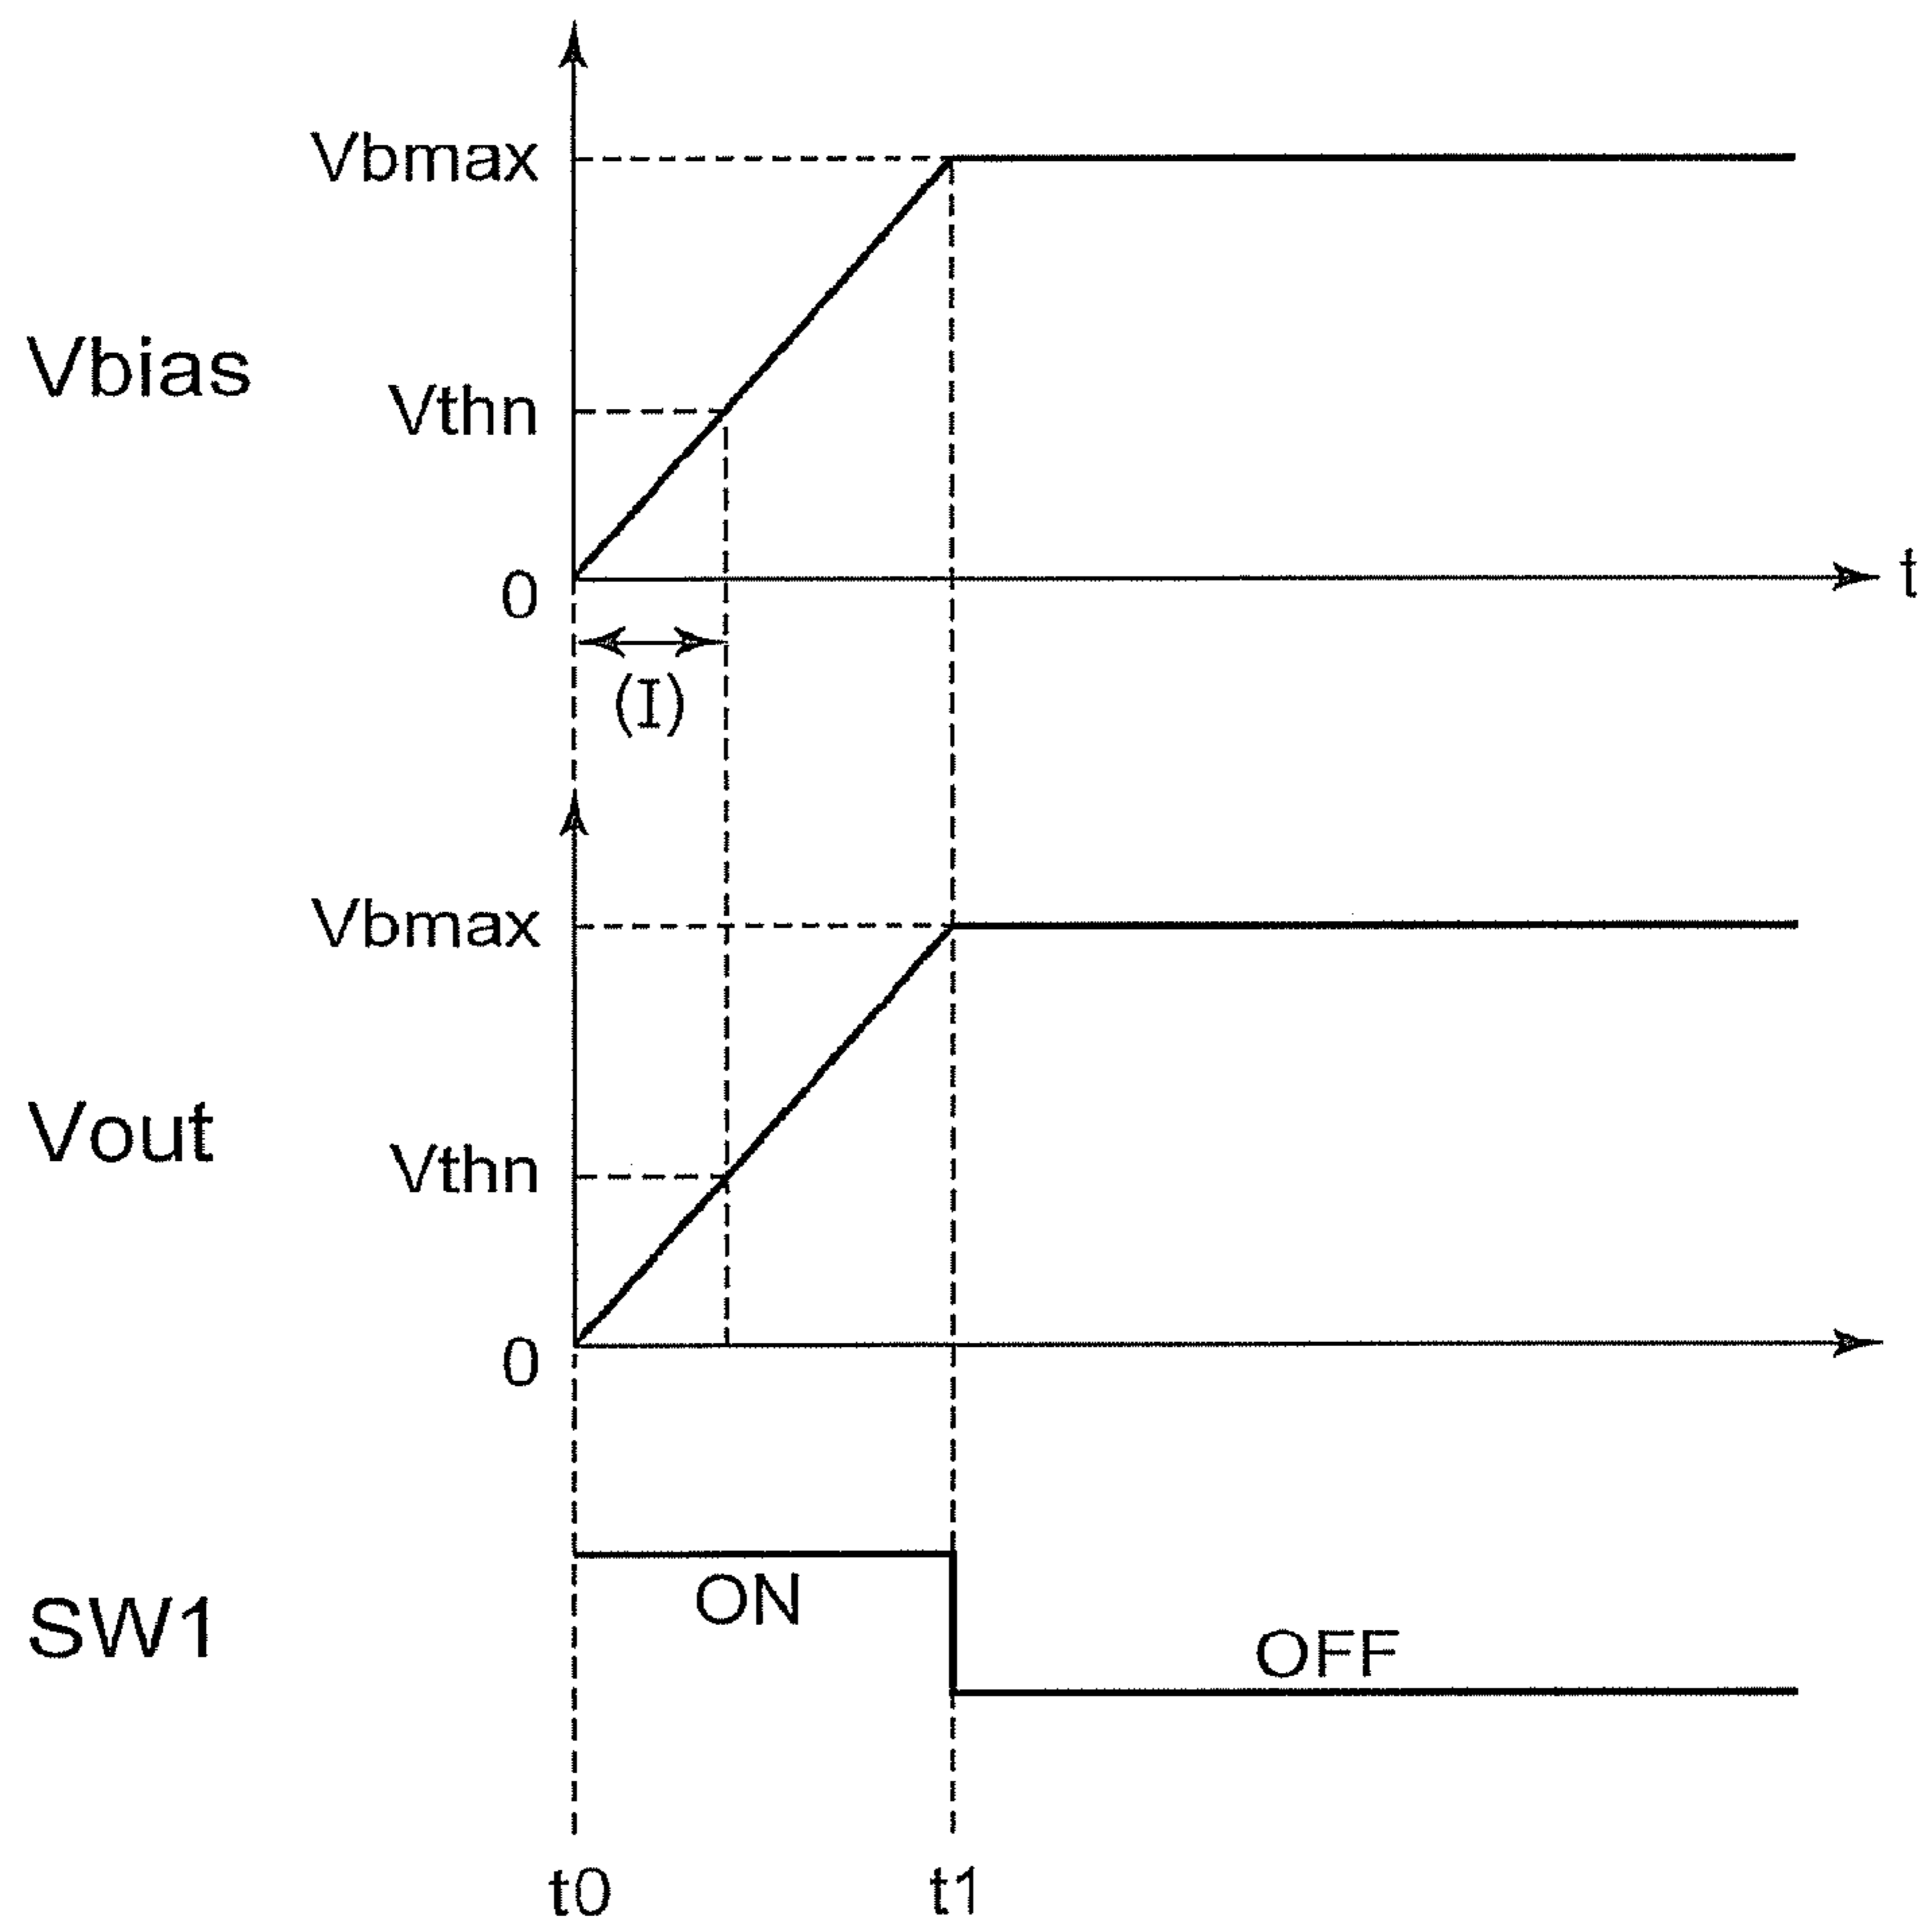 Vbmax
Vbias
Vthn
0
t
(I)
Vbmax
Vout
Vthn
0
ON
SW1
OFF
t0
t1